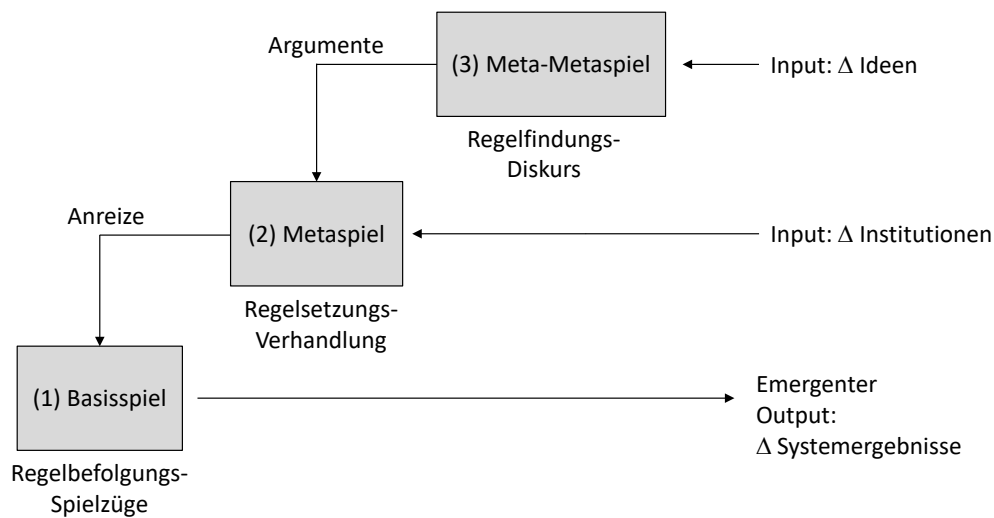 Argumente
(3) Meta-Metaspiel
Input: Δ Ideen
Regelfindungs-
Diskurs
Anreize
(2) Metaspiel
Input: Δ Institutionen
Regelsetzungs-
Verhandlung
(1) Basisspiel
Emergenter
Output:
Δ Systemergebnisse
Regelbefolgungs-
Spielzüge